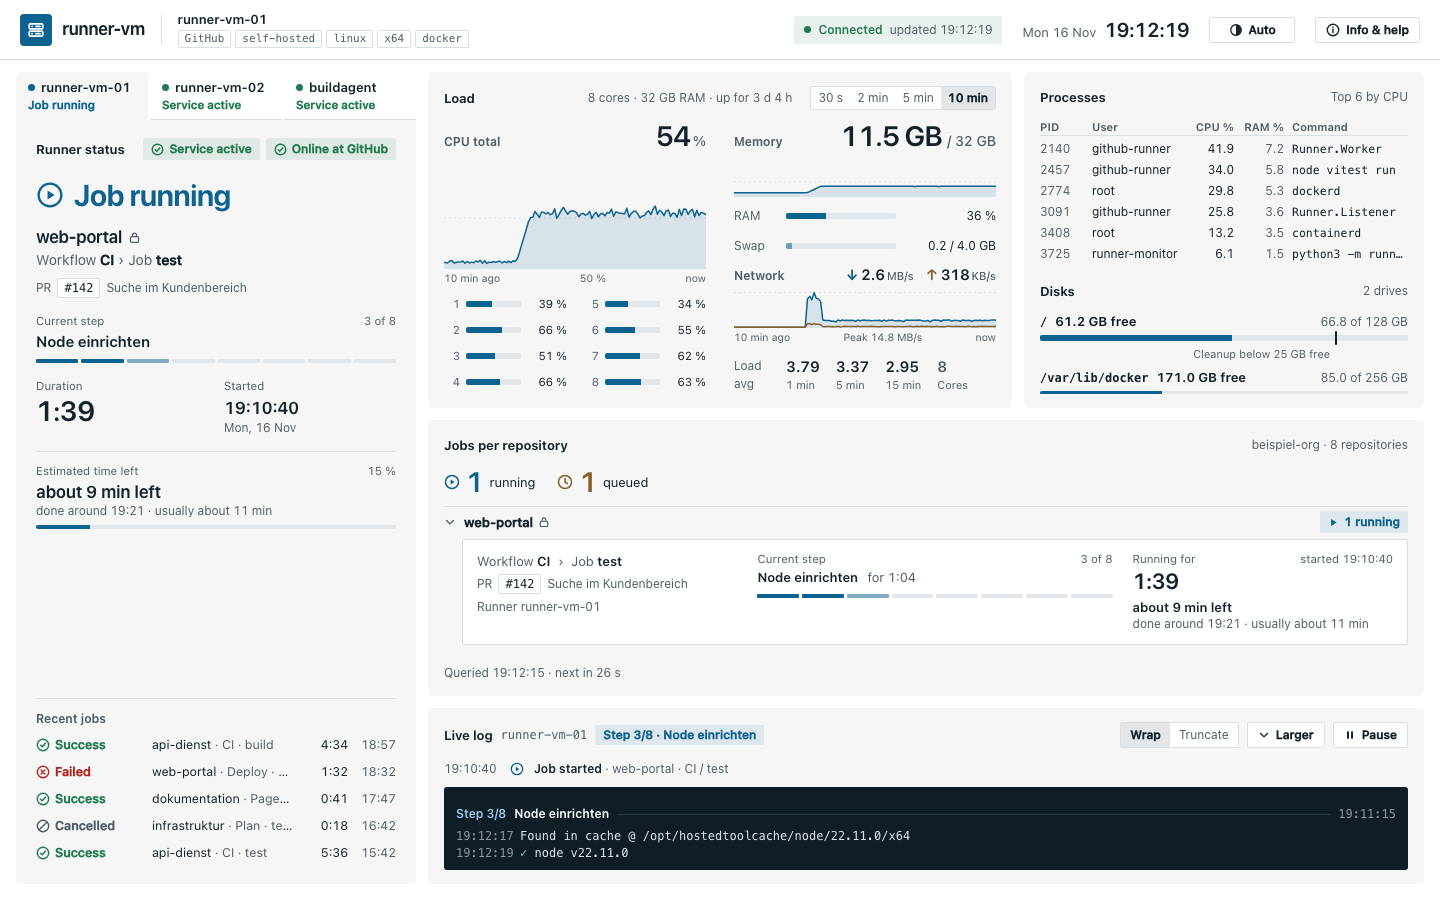 runner-vm
runner-vm-01
GitHub self-hosted linux x64 docker
Connected updated 19:12:19
Mon 16 Nov 19:12:19
Auto
Info & help
runner-vm-01
Job running
runner-vm-02
Service active
buildagent
Service active
Runner status Service active Online at GitHub
Job running
web-portal
Workflow CI › Job test
PR #142 Suche im Kundenbereich
Current step 3 of 8
Node einrichten
Duration Started
1:39 19:10:40
Mon, 16 Nov
Estimated time left 15 %
about 9 min left
done around 19:21 · usually about 11 min
Recent jobs
Success api-dienst · CI · build 4:34 18:57
Failed web-portal · Deploy · ... 1:32 18:32
Success dokumentation · Page... 0:41 17:47
Cancelled infrastruktur · Plan · te... 0:18 16:42
Success api-dienst · CI · test 5:36 15:42
Load 8 cores · 32 GB RAM · up for 3 d 4 h 30 s 2 min 5 min 10 min
CPU total 54 %
10 min ago 50 % now
1 39 % 5 34 %
2 66 % 6 55 %
3 51 % 7 62 %
4 66 % 8 63 %
Memory 11.5 GB / 32 GB
RAM 36 %
Swap 0.2 / 4.0 GB
Network 2.6 MB/s 318 KB/s
10 min ago Peak 14.8 MB/s now
Load avg 3.79 3.37 2.95 8
1 min 5 min 15 min Cores
Processes Top 6 by CPU
PID User CPU % RAM % Command
2140 github-runner 41.9 7.2 Runner.Worker
2457 github-runner 34.0 5.8 node vitest run
2774 root 29.8 5.3 dockerd
3091 github-runner 25.8 3.6 Runner.Listener
3408 root 13.2 3.5 containerd
3725 runner-monitor 6.1 1.5 python3 -m runn…
Disks 2 drives
/ 61.2 GB free 66.8 of 128 GB
Cleanup below 25 GB free
/var/lib/docker 171.0 GB free 85.0 of 256 GB
Jobs per repository beispiel-org · 8 repositories
1 running 1 queued
web-portal 1 running
Workflow CI › Job test
PR #142 Suche im Kundenbereich
Runner runner-vm-01
Current step 3 of 8
Node einrichten for 1:04
Running for started 19:10:40
1:39
about 9 min left
done around 19:21 · usually about 11 min
Queried 19:12:15 · next in 26 s
Live log runner-vm-01 Step 3/8 · Node einrichten Wrap Truncate Larger Pause
19:10:40 Job started · web-portal · CI / test
Step 3/8 Node einrichten 19:11:15
19:12:17 Found in cache @ /opt/hostedtoolcache/node/22.11.0/x64
19:12:19 ✓ node v22.11.0